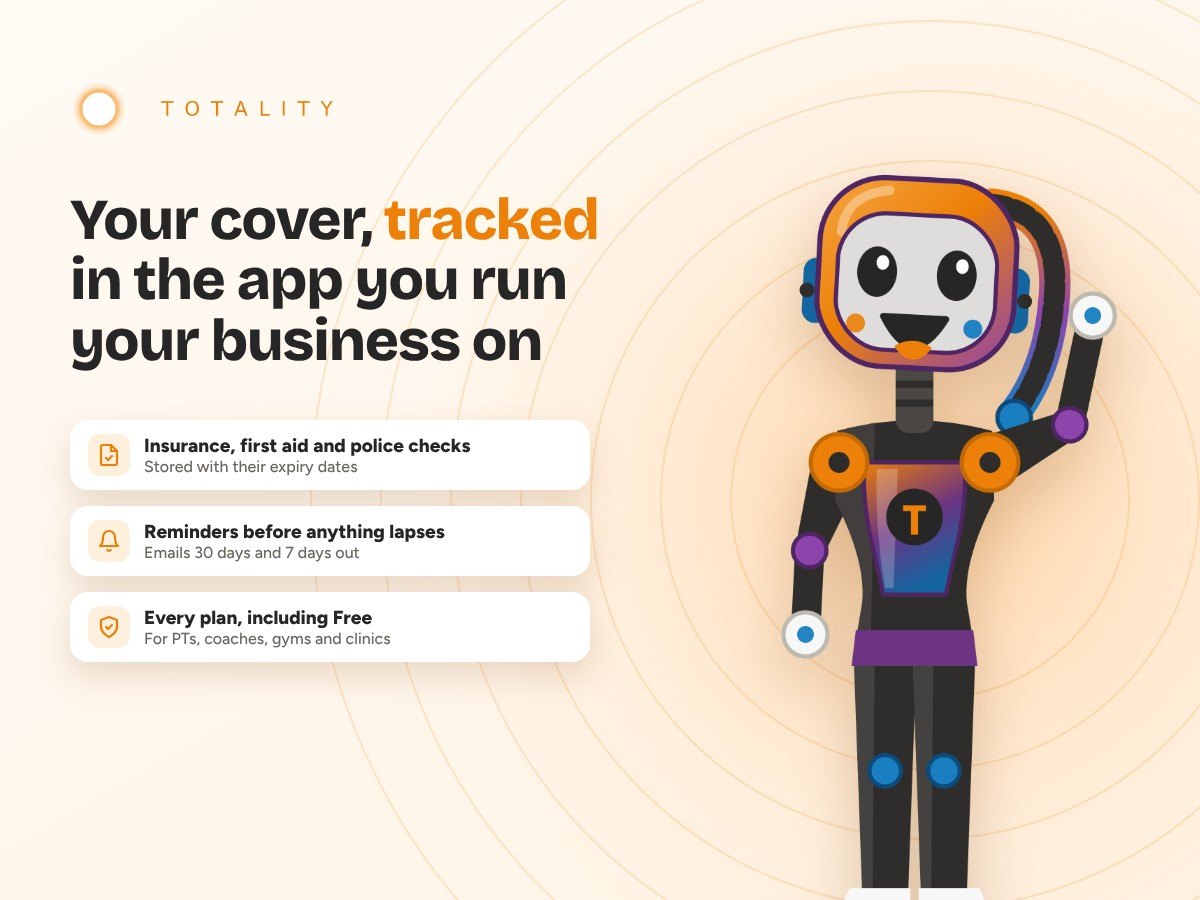 TOTALITY
Your cover, tracked
in the app you run
your business on
Insurance, first aid and police checks
Stored with their expiry dates
Reminders before anything lapses
Emails 30 days and 7 days out
Every plan, including Free
For PTs, coaches, gyms and clinics
T